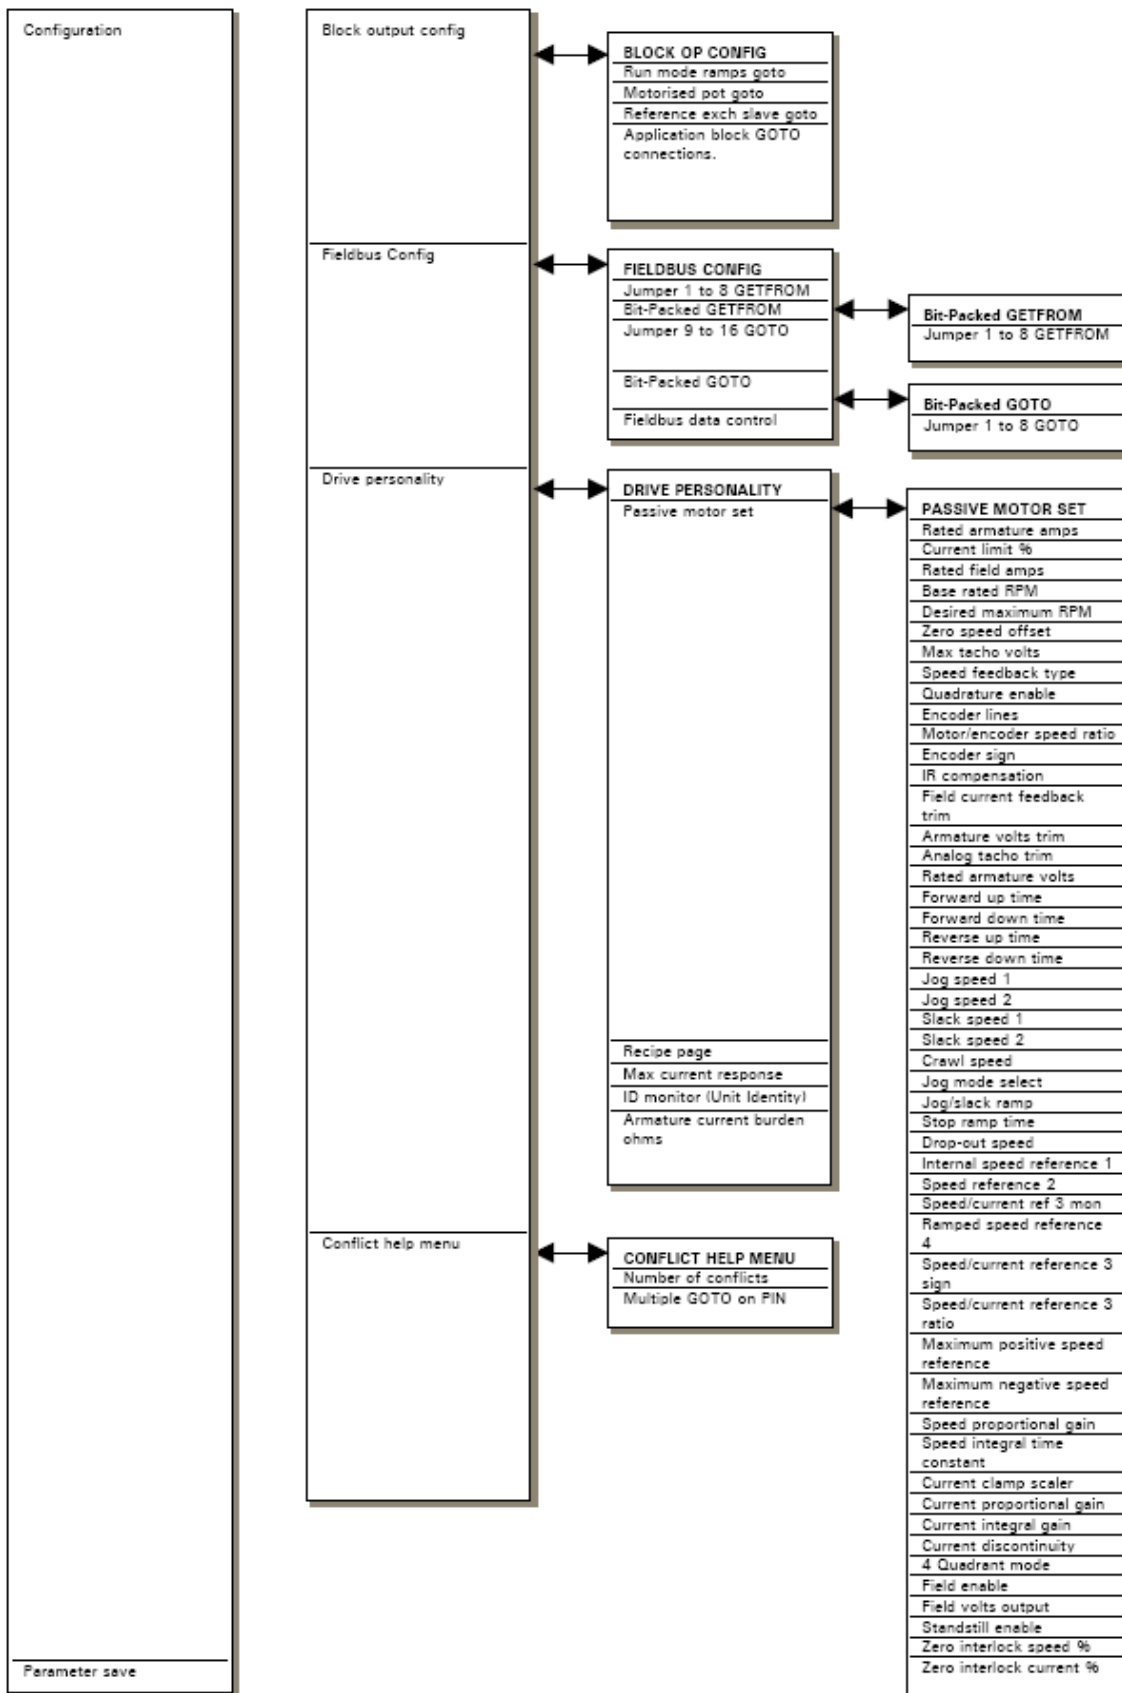 Configuration
Parameter save
Block output config
Fieldbus Config
Drive personality
Conflict help menu
BLOCK OP CONFIG
Run mode ramps goto
Motorised pot goto
Reference exch slave goto
Application block GOTO
connections.
FIELDBUS CONFIG
Jumper 1 to 8 GETFROM
Bit-Packed GETFROM
Jumper 9 to 16 GOTO
Bit-Packed GOTO
Fieldbus data control
DRIVE PERSONALITY
Passive motor set
Recipe page
Max current response
ID monitor (Unit Identity)
Armature current burden
ohms
CONFLICT HELP MENU
Number of conflicts
Multiple GOTO on PIN
Bit-Packed GETFROM
Jumper 1 to 8 GETFROM
Bit-Packed GOTO
Jumper 1 to 8 GOTO
PASSIVE MOTOR SET
Rated armature amps
Current limit %
Rated field amps
Base rated RPM
Desired maximum RPM
Zero speed offset
Max tacho volts
Speed feedback type
Quadrature enable
Encoder lines
Motor/encoder speed ratio
Encoder sign
IR compensation
Field current feedback
trim
Armature volts trim
Analog tacho trim
Rated armature volts
Forward up time
Forward down time
Reverse up time
Reverse down time
Jog speed 1
Jog speed 2
Slack speed 1
Slack speed 2
Crawl speed
Jog mode select
Jog/slack ramp
Stop ramp time
Drop-out speed
Internal speed reference 1
Speed reference 2
Speed/current ref 3 mon
Ramped speed reference
4
Speed/current reference 3
sign
Speed/current reference 3
ratio
Maximum positive speed
reference
Maximum negative speed
reference
Speed proportional gain
Speed integral time
constant
Current clamp scaler
Current proportional gain
Current integral gain
Current discontinuity
4 Quadrant mode
Field enable
Field volts output
Standstill enable
Zero interlock speed %
Zero interlock current %